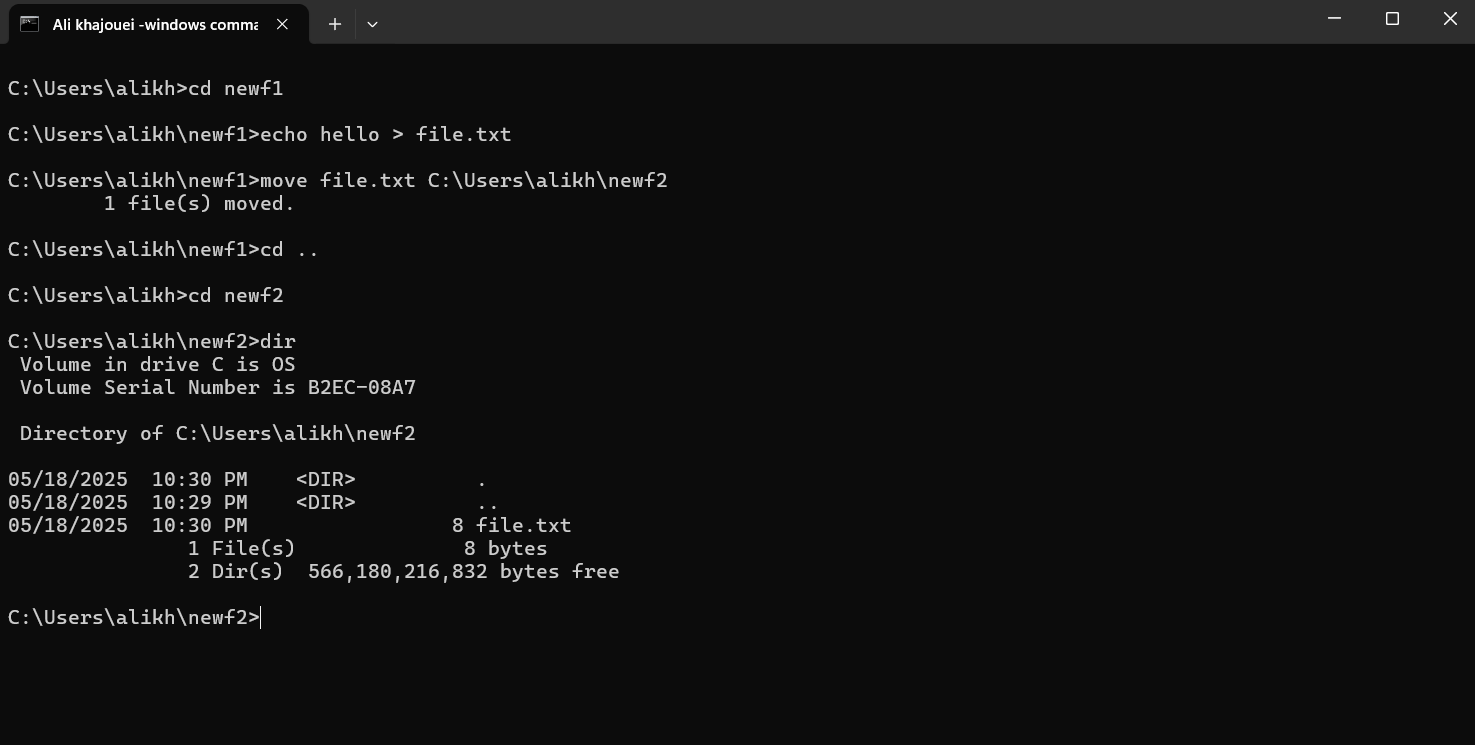 Ali khajouei -windows comma
C:\Users\alikh>cd newf1
C:\Users\alikh\newf1>echo hello > file.txt
C:\Users\alikh\newf1>move file.txt C:\Users\alikh\newf2
        1 file(s) moved.
C:\Users\alikh\newf1>cd ..
C:\Users\alikh>cd newf2
C:\Users\alikh\newf2>dir
 Volume in drive C is OS
 Volume Serial Number is B2EC-08A7
 Directory of C:\Users\alikh\newf2
05/18/2025  10:30 PM    <DIR>          .
05/18/2025  10:29 PM    <DIR>          ..
05/18/2025  10:30 PM                 8 file.txt
               1 File(s)              8 bytes
               2 Dir(s)  566,180,216,832 bytes free
C:\Users\alikh\newf2>